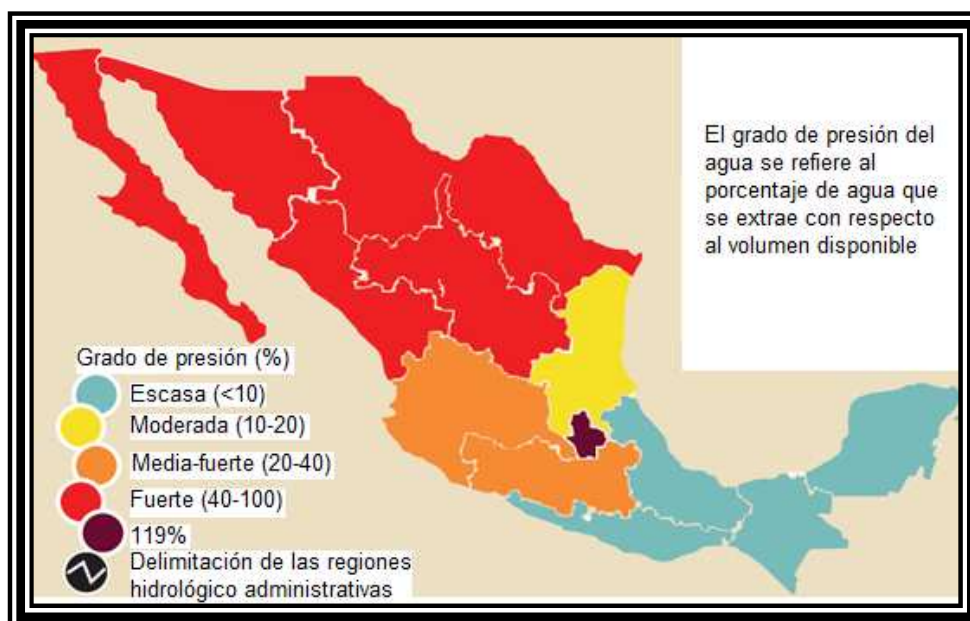 El grado de presión del
agua se refiere al
porcentaje de agua que
se extrae con respecto
al volumen disponible
Grado de presión (%)
Escasa (<10)
Moderada (10-20)
Media-fuerte (20-40)
Fuerte (40-100)
119%
Delimitación de las regiones
hidrológico administrativas